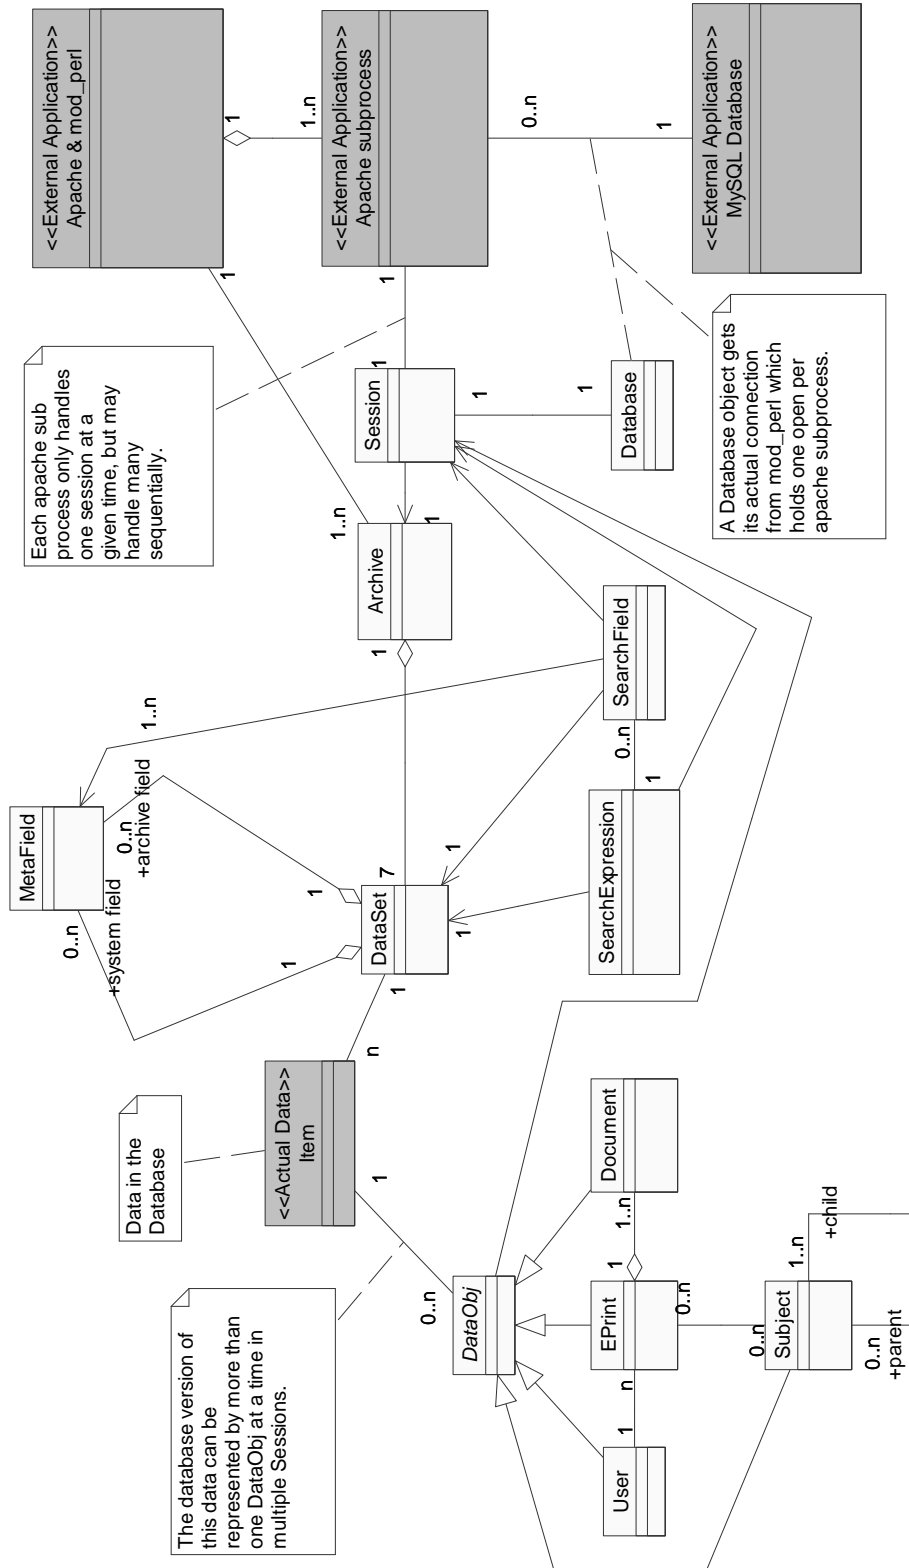 The database version of
this data can be
represented by more than
one DataObj at a time in
multiple Sessions.
Data in the
Database
<<Actual Data>>
Item
n
1
1
0..n
DataObj
User
1
n
EPrint
1
1..n
Document
0..n
0..n
Subject
1..n
+child
0..n
+parent
MetaField
0..n
+system field
0..n
+archive field
1
1
1..n
DataSet
7
1
1
1
SearchExpression
1
0..n
SearchField
Each apache sub
process only handles
one session at a
given time, but may
handle many
sequentially.
Archive
1
1..n
1
Session
1
1
1
1
Database
<<External Application>>
Apache & mod_perl
1
1
1..n
<<External Application>>
Apache subprocess
0..n
1
<<External Application>>
MySQL Database
A Database object gets
its actual connection
from mod_perl which
holds one open per
apache subprocess.